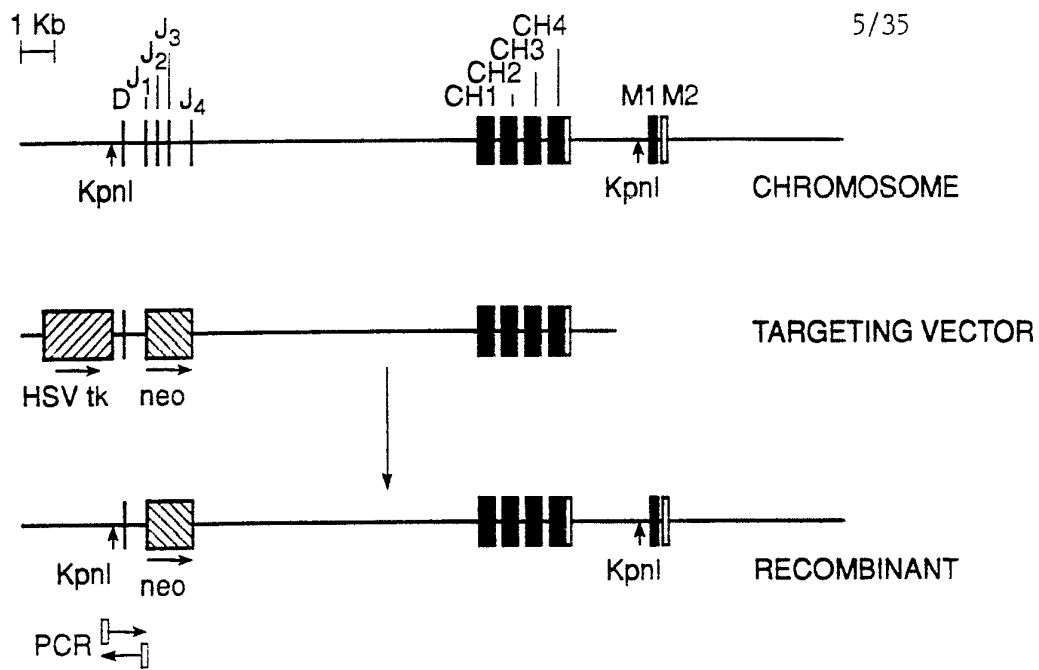 1 Kb
5/35
D J₁ J₂ J₃ J₄
CH1 CH2 CH3 CH4
M1 M2
KpnI
KpnI
CHROMOSOME
TARGETING VECTOR
HSV tk
neo
KpnI
neo
KpnI
RECOMBINANT
PCR